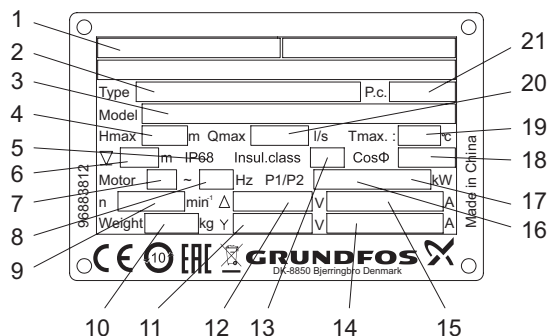 1
2
3
4
5
6
7
8
9
10
11
12
13
14
15
16
17
18
19
20
21
Type P.c.
Model
Hmax m Qmax l/s Tmax. : °c
m IP68 Insul.class CosΦ
Motor ~ Hz P1/P2 kW
n min-1 △ V A
Weight kg Y V A
96883812
Made in China
CE 10 EAC GRUNDFOS
DK-8850 Bjerringbro Denmark